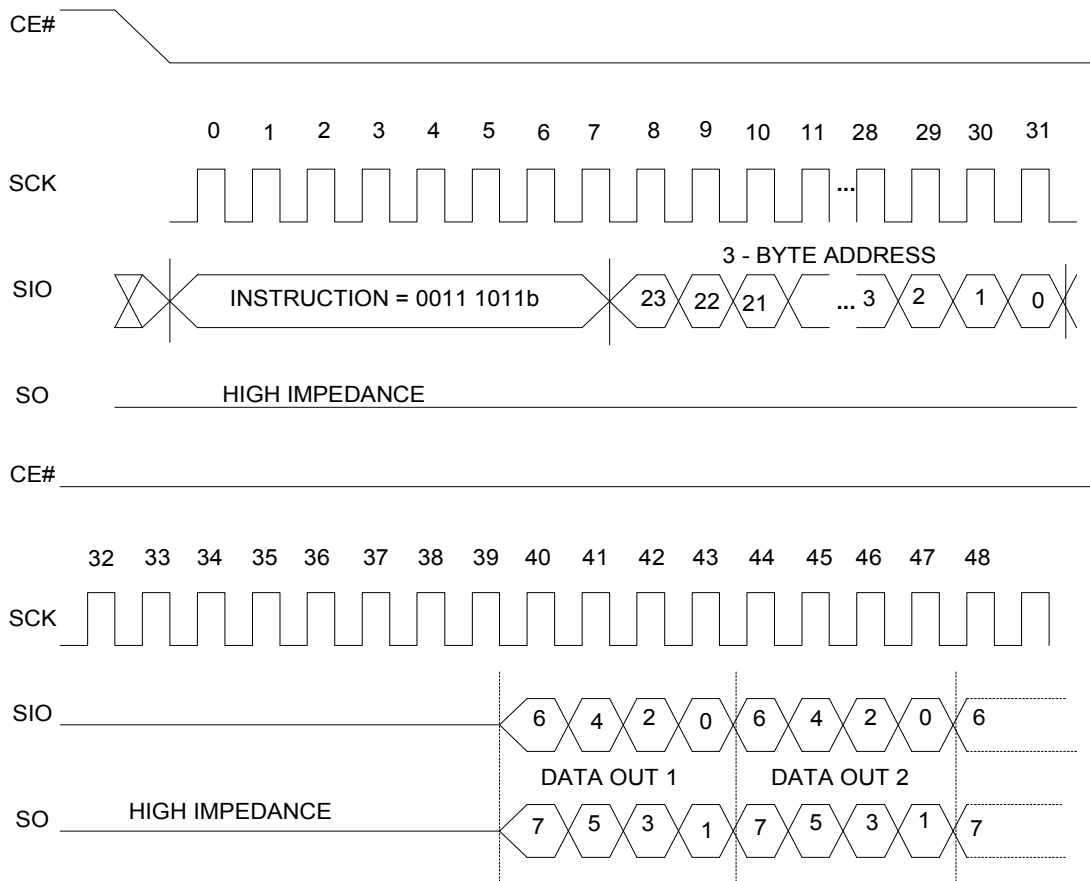 CE#
0 1 2 3 4 5 6 7 8 9 10 11 28 29 30 31
SCK ...
3 - BYTE ADDRESS
SIO INSTRUCTION = 0011 1011b 23 22 21 ... 3 2 1 0
SO HIGH IMPEDANCE
CE#
32 33 34 35 36 37 38 39 40 41 42 43 44 45 46 47 48
SCK
SIO 6 4 2 0 6 4 2 0 6
DATA OUT 1 DATA OUT 2
SO HIGH IMPEDANCE 7 5 3 1 7 5 3 1 7